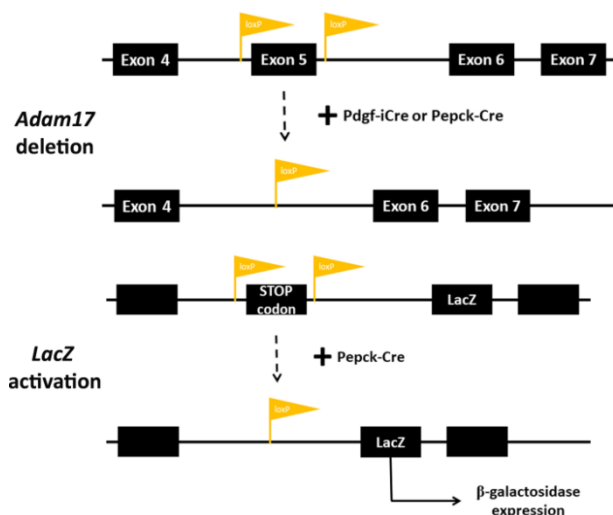 loxP loxP
Exon 4 Exon 5 Exon 6 Exon 7
Adam17
deletion
+ Pdgf-iCre or Pepck-Cre
loxP
Exon 4 Exon 6 Exon 7
loxP loxP
STOP
codon
LacZ
LacZ
activation
+ Pepck-Cre
loxP
LacZ
β-galactosidase
expression